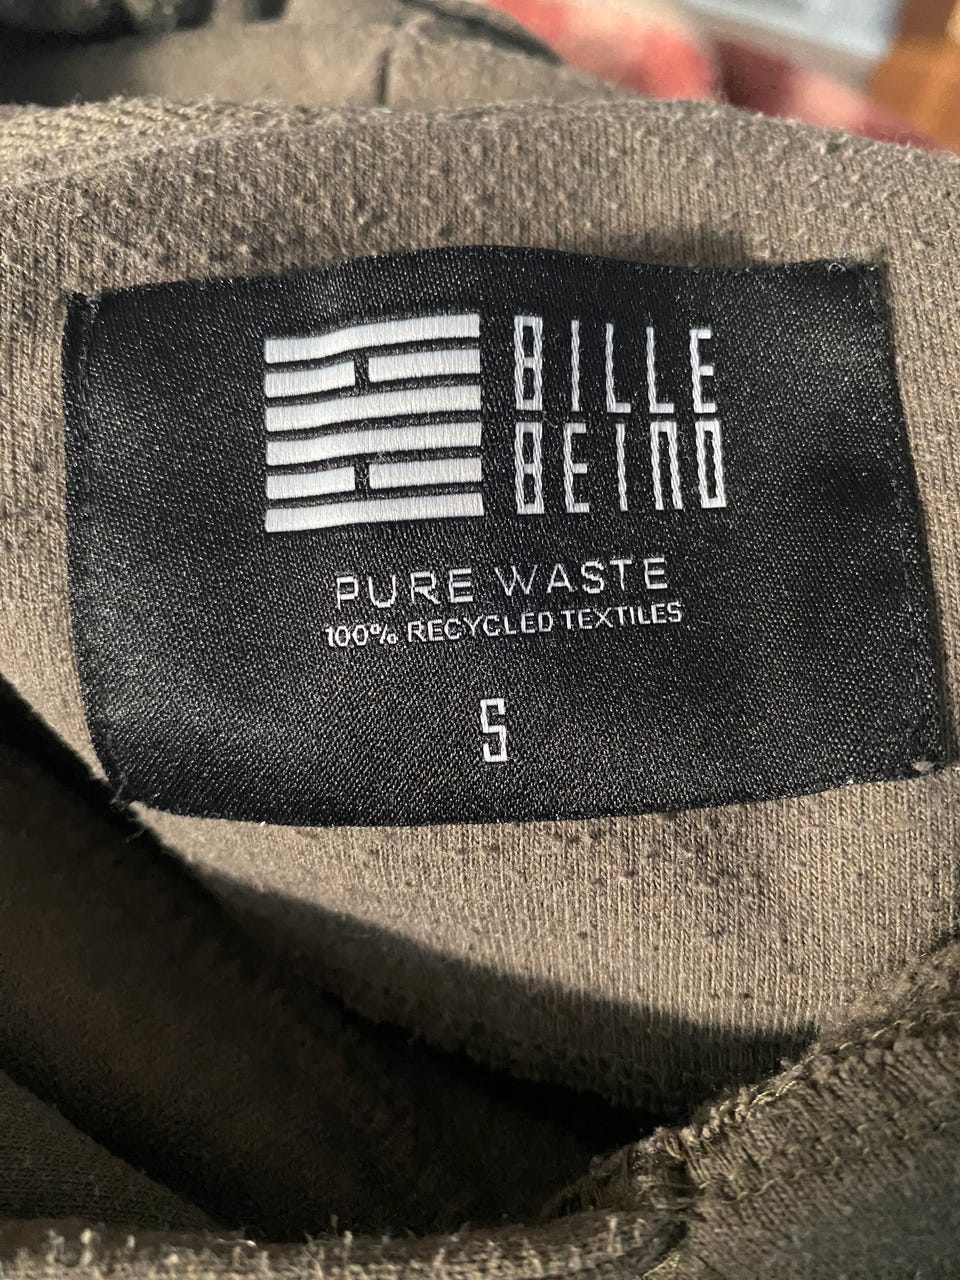 BILLE
BEINO
PURE WASTE
100% RECYCLED TEXTILES
S